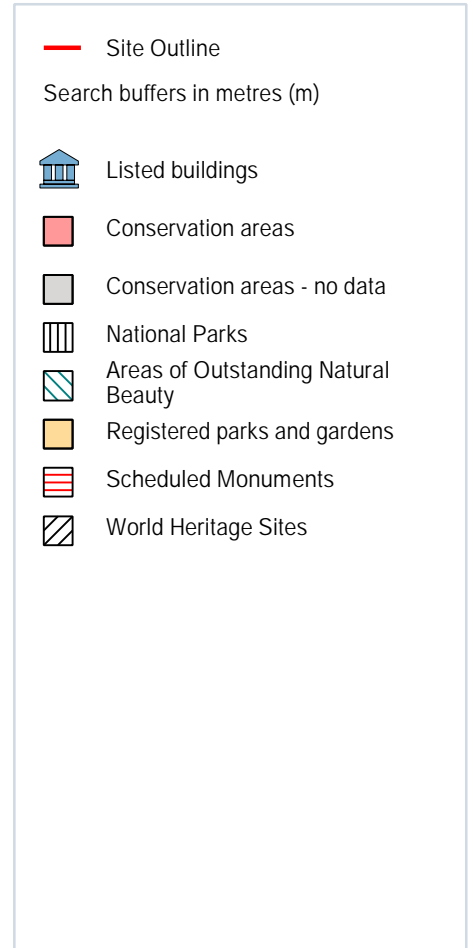 Site Outline
Search buffers in metres (m)
Listed buildings
Conservation areas
Conservation areas - no data
National Parks
Areas of Outstanding Natural
Beauty
Registered parks and gardens
Scheduled Monuments
World Heritage Sites